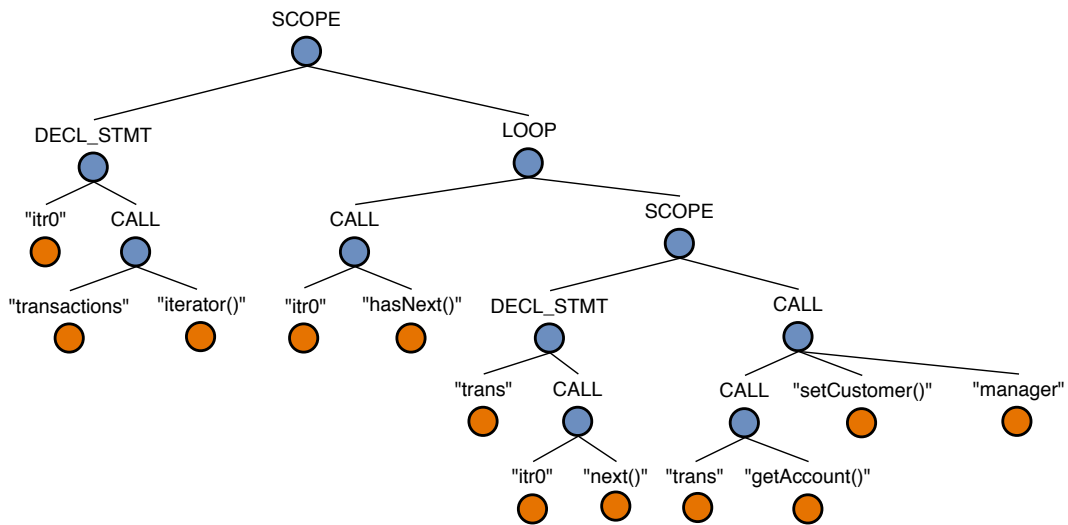 SCOPE
DECL_STMT
LOOP
"itr0"
CALL
CALL
SCOPE
"transactions"
"iterator()"
"itr0"
"hasNext()"
DECL_STMT
CALL
"trans"
CALL
CALL
"setCustomer()"
"manager"
"itr0"
"next()"
"trans"
"getAccount()"